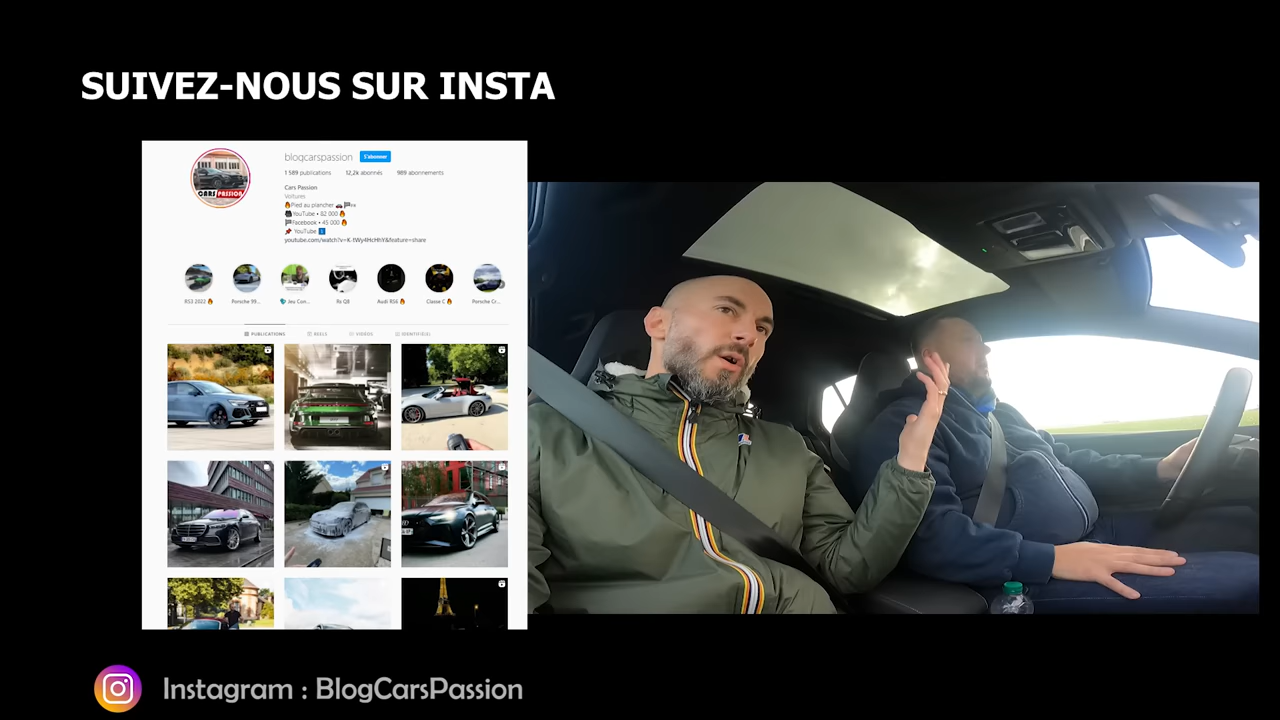 SUIVEZ-NOUS SUR INSTA
blogcarspassion S'abonner
1 589 publications 12,2k abonnés 989 abonnements
Cars Passion
Voitures
Pied au plancher
YouTube • 82 000
Facebook • 45 000
YouTube
RS3 2022 Porsche 99... Jeu Con... Rs Q8 Audi RS6 Classe C Porsche Cr...
PUBLICATIONS REELS VIDÉOS IDENTIFIÉ(E)
CARS PASSION
Instagram : BlogCarsPassion